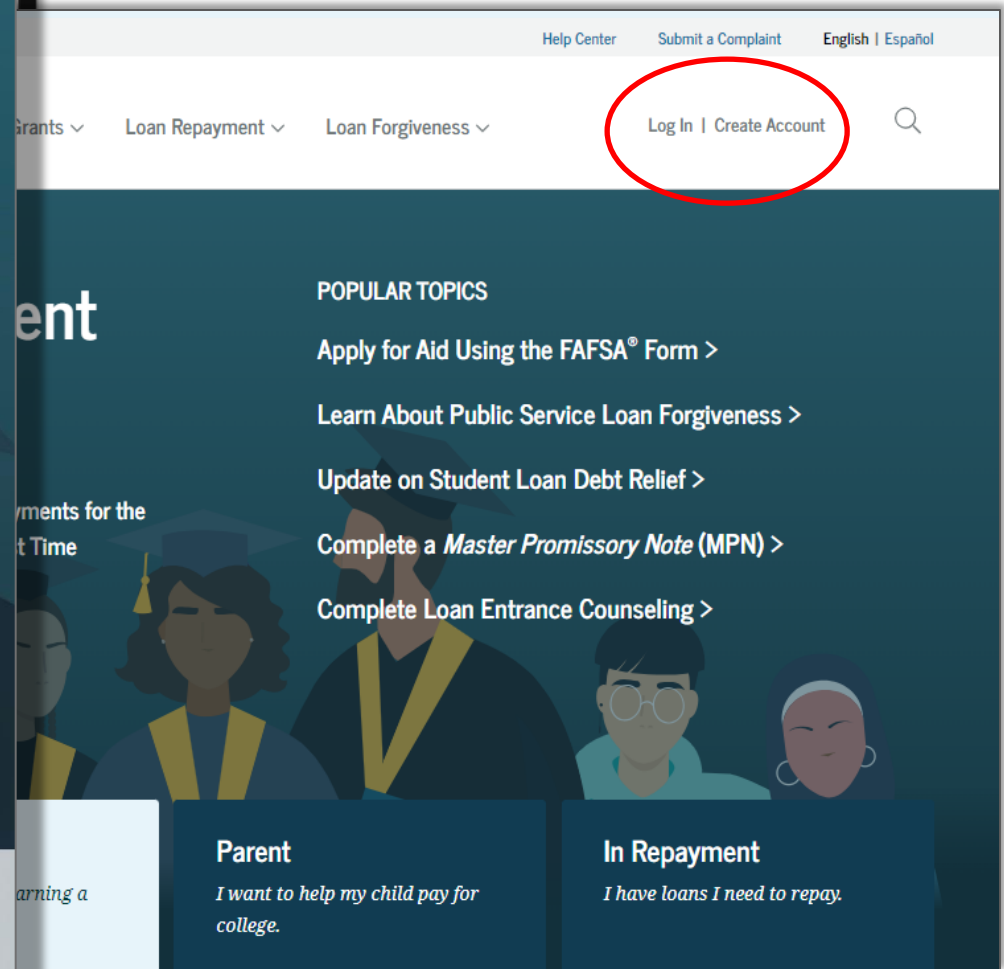 Help Center Submit a Complaint English | Español
Loan Repayment Loan Forgiveness Log In | Create Account
ent
POPULAR TOPICS
Apply for Aid Using the FAFSA® Form >
Learn About Public Service Loan Forgiveness >
Update on Student Loan Debt Relief >
yments for the
t Time
Complete a Master Promissory Note (MPN) >
Complete Loan Entrance Counseling >
arning a
Parent
I want to help my child pay for
college.
In Repayment
I have loans I need to repay.